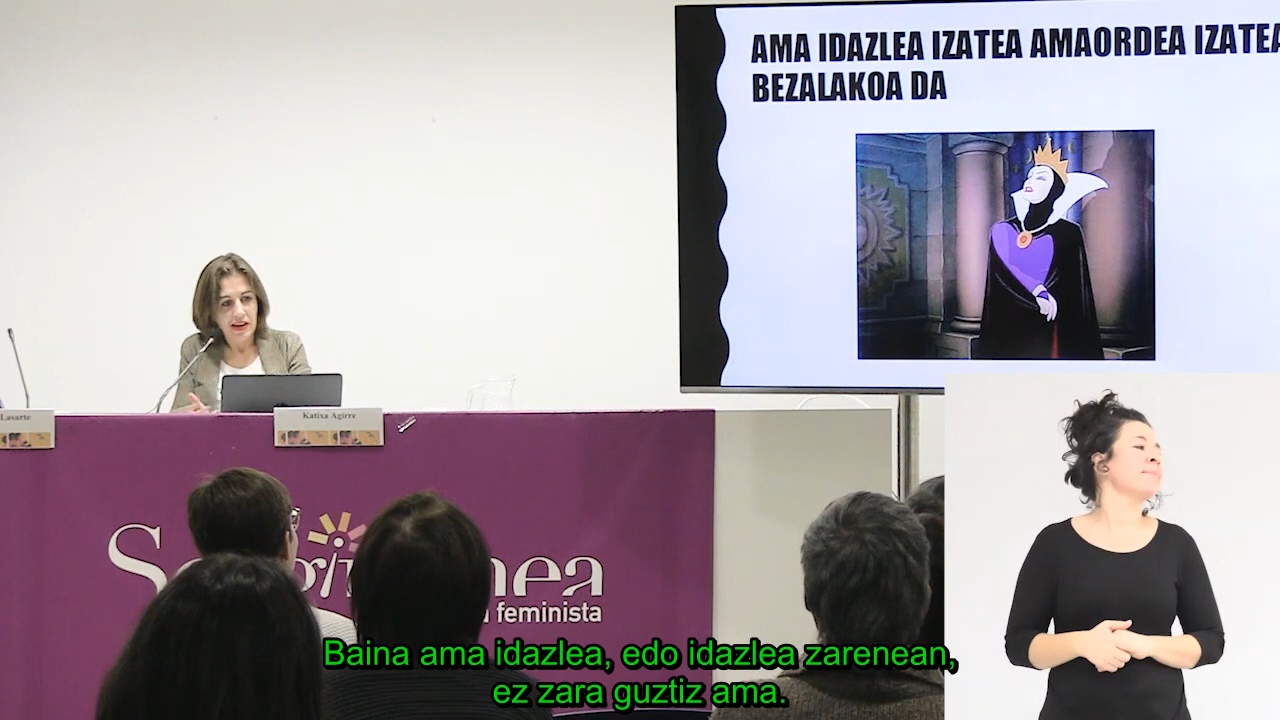 AMA IDAZLEA IZATEA AMAORDEA IZATEA
BEZALAKOA DA
Lasarte
Katixa Agirre
feminista
Baina ama idazlea, edo idazlea zarenean,
ez zara guztiz ama.